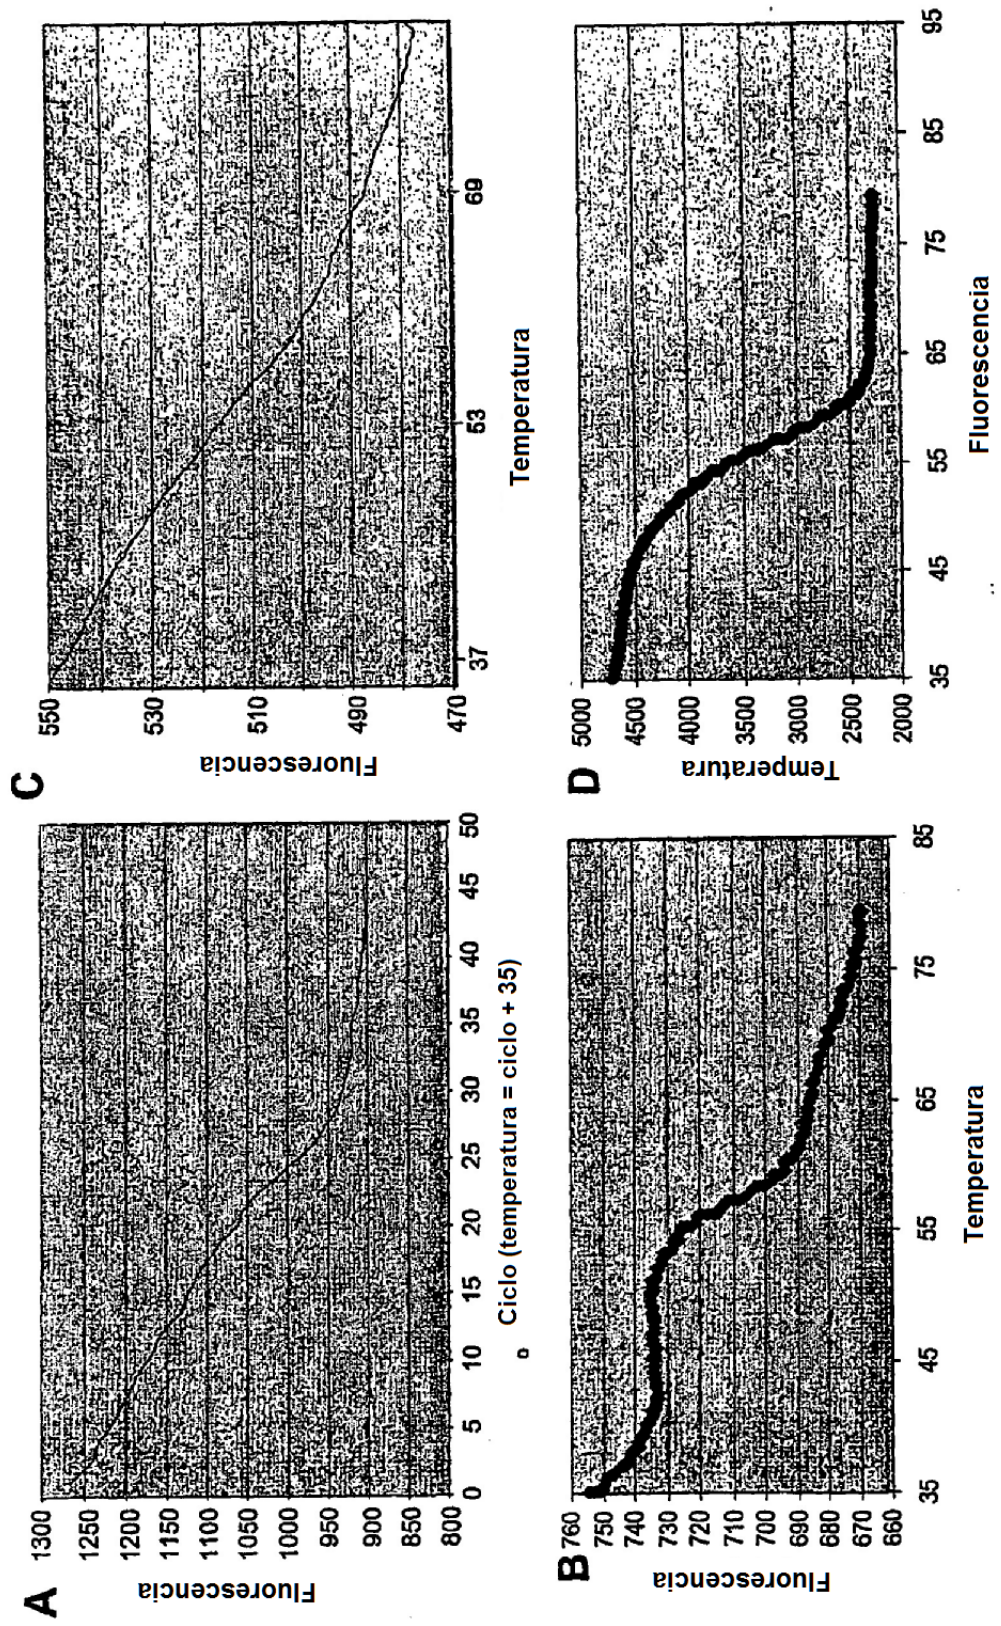 A
Fluorescencia
1300
1250
1200
1150
1100
1050
1000
950
900
850
800
0 5 10 15 20 25 30 35 40 45 50
Ciclo (temperatura = ciclo + 35)
C
Fluorescencia
550
530
510
490
470
37 53 69
Temperatura
B
Fluorescencia
760
750
740
730
720
710
700
690
680
670
660
35 45 55 65 75 85
Temperatura
D
Temperatura
5000
4500
4000
3500
3000
2500
2000
35 45 55 65 75 85 95
Fluorescencia